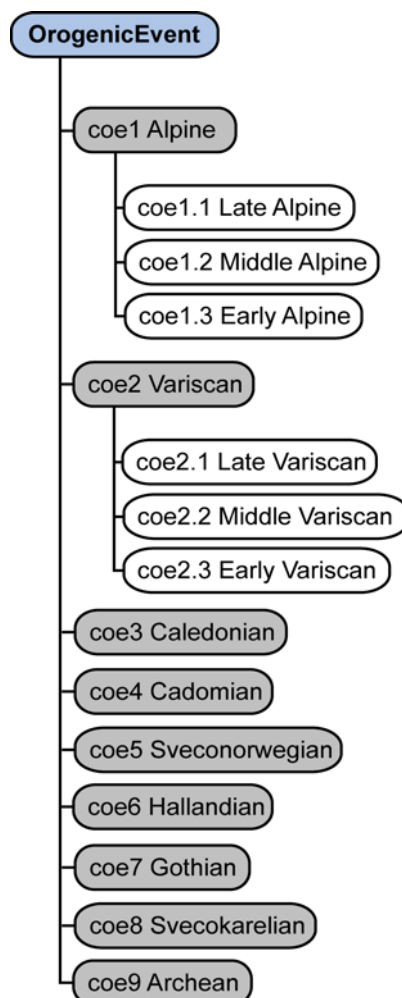 OrogenicEvent
coe1 Alpine
coe1.1 Late Alpine
coe1.2 Middle Alpine
coe1.3 Early Alpine
coe2 Variscan
coe2.1 Late Variscan
coe2.2 Middle Variscan
coe2.3 Early Variscan
coe3 Caledonian
coe4 Cadomian
coe5 Sveconorwegian
coe6 Hallandian
coe7 Gothian
coe8 Svecokarelian
coe9 Archean